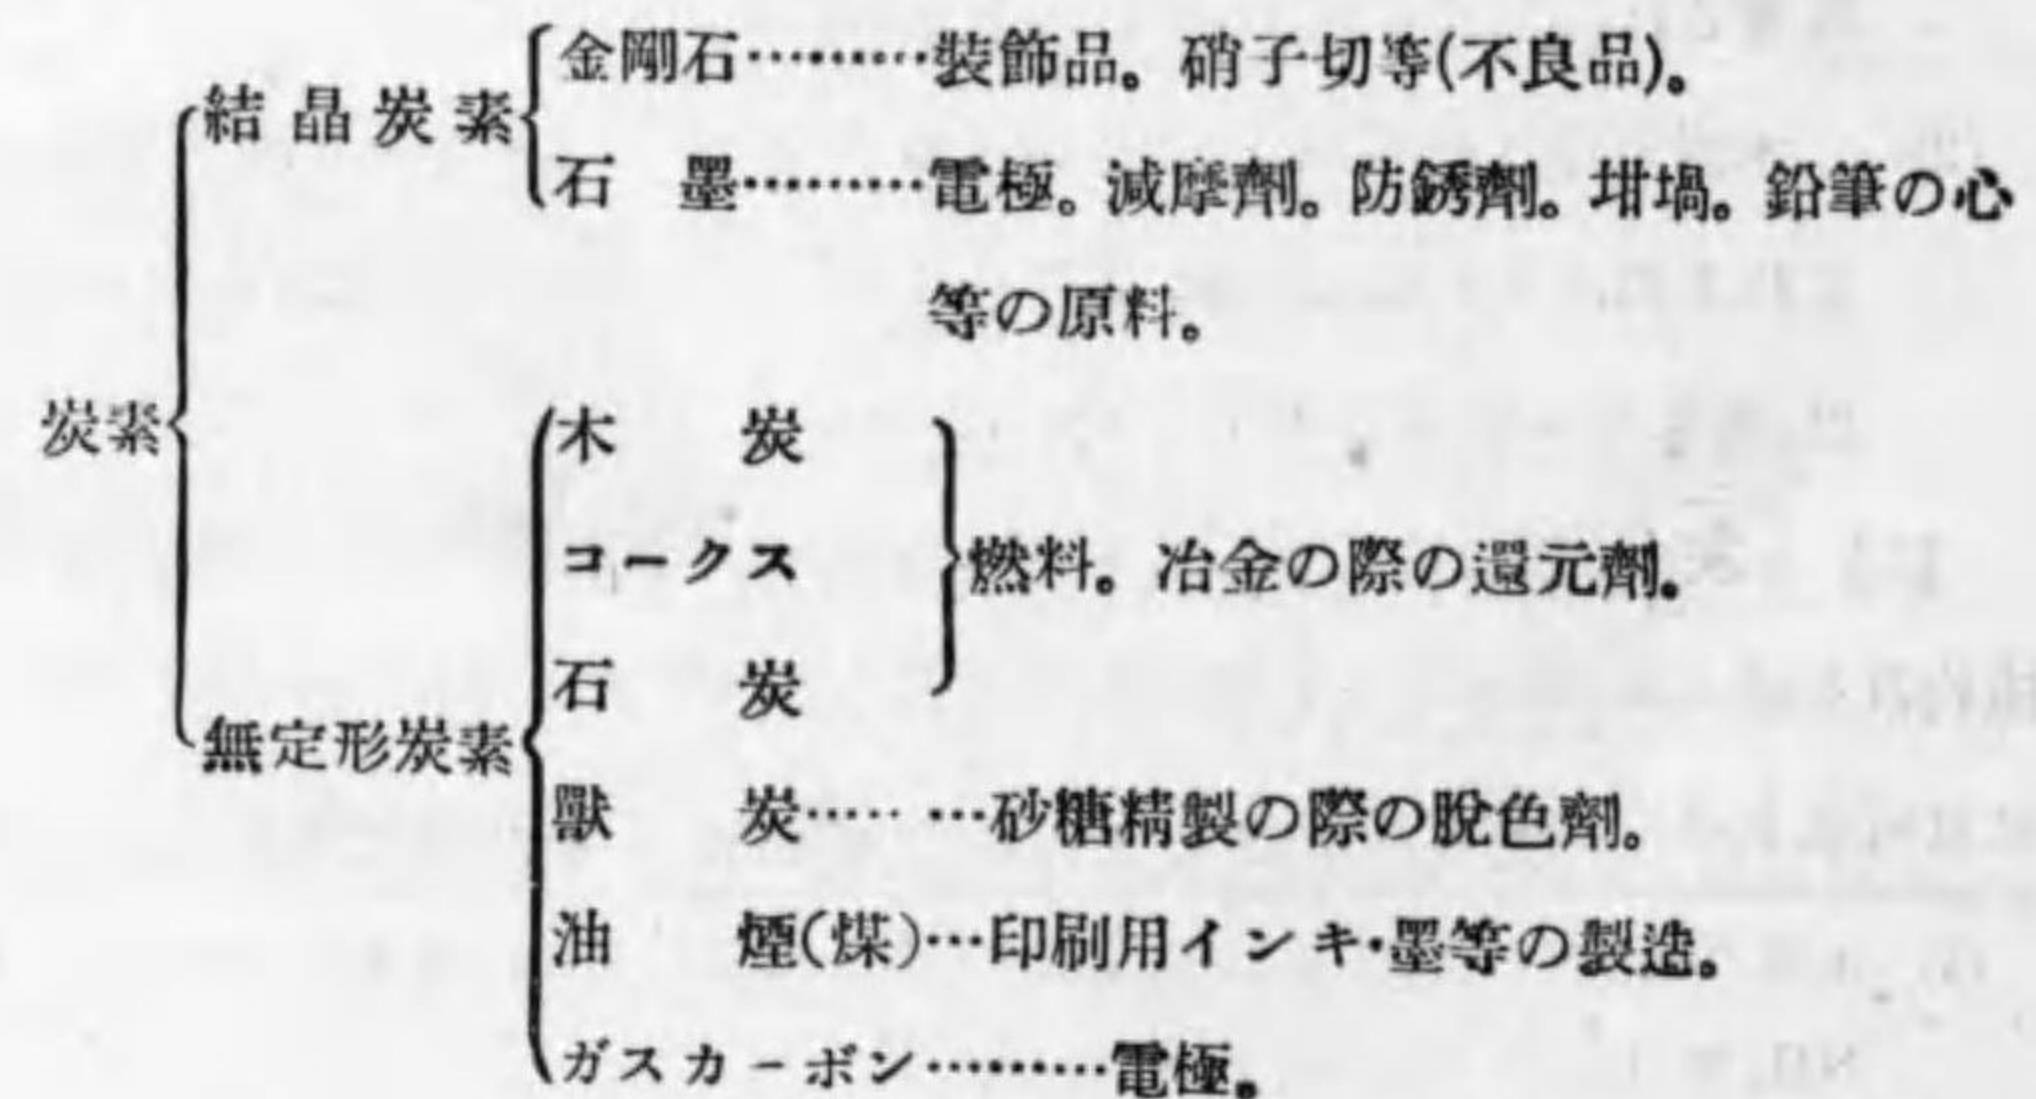 金剛石………装飾品。硝子切等(不良品)。
結晶炭素
石墨………電極。減摩劑。防銹劑。坩堝。鉛筆の心
等の原料。
炭素
木炭
コークス
燃料。冶金の際の還元劑。
石炭
無定形炭素
獸炭……砂糖精製の際の脫色劑。
油煙(煤)…印刷用インキ・墨等の製造。
ガスカーボン………電極。